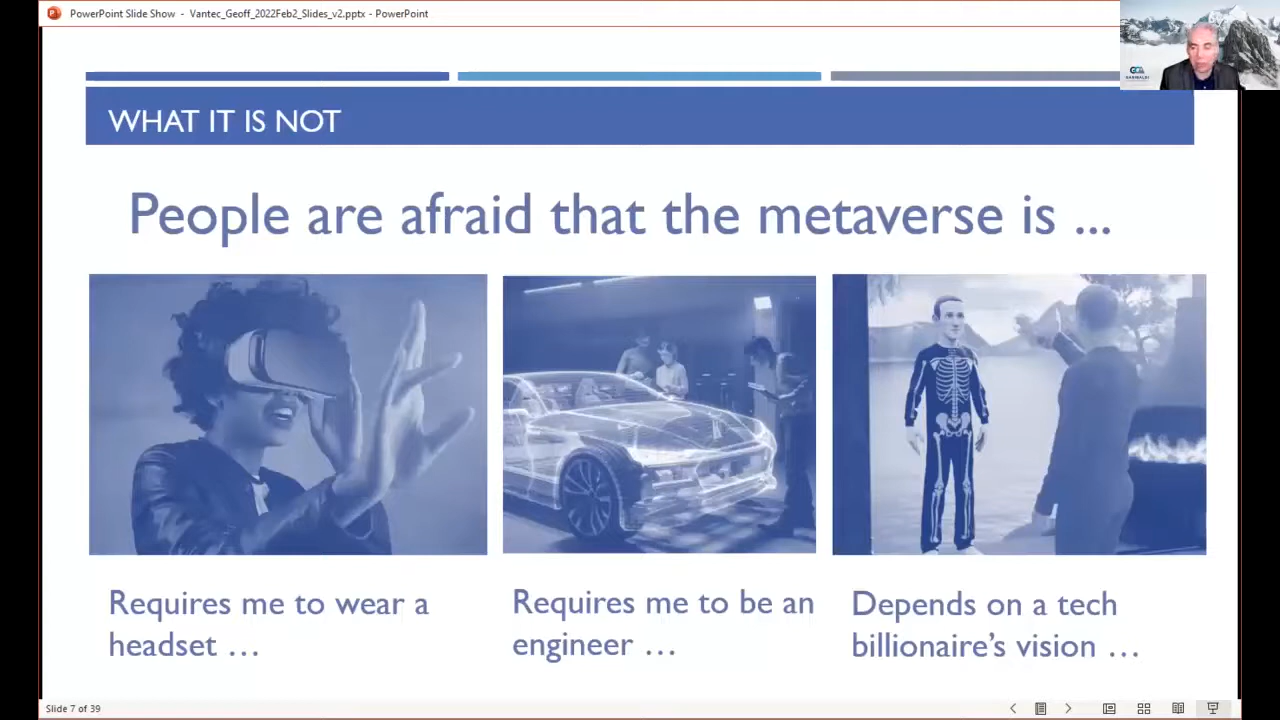 PowerPoint Slide Show - Vantec_Geoff_2022Feb2_Slides_v2.pptx - PowerPoint
WHAT IT IS NOT
People are afraid that the metaverse is ...
Requires me to wear a
headset ...
Requires me to be an
engineer ...
Depends on a tech
billionaire's vision ...
Slide 7 of 39